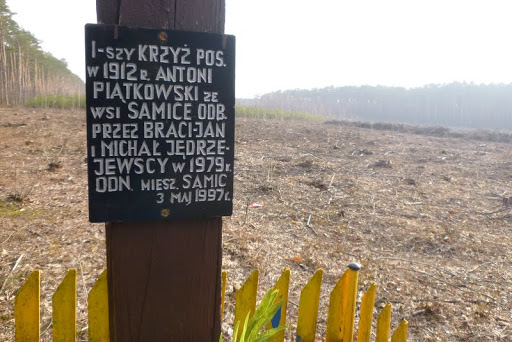 I-szy KRZYŻ POS.
w 1912 R. ANTONI
PIĄTKOWSKI ZE
WSI SAMICE ODB.
PRZEZ BRACI-JAN
I MICHAŁ JĘDRZE-
JEWSCY w 1979 R.
ODN. MIESZ. SAMIC
3 MAJ 1997 r.